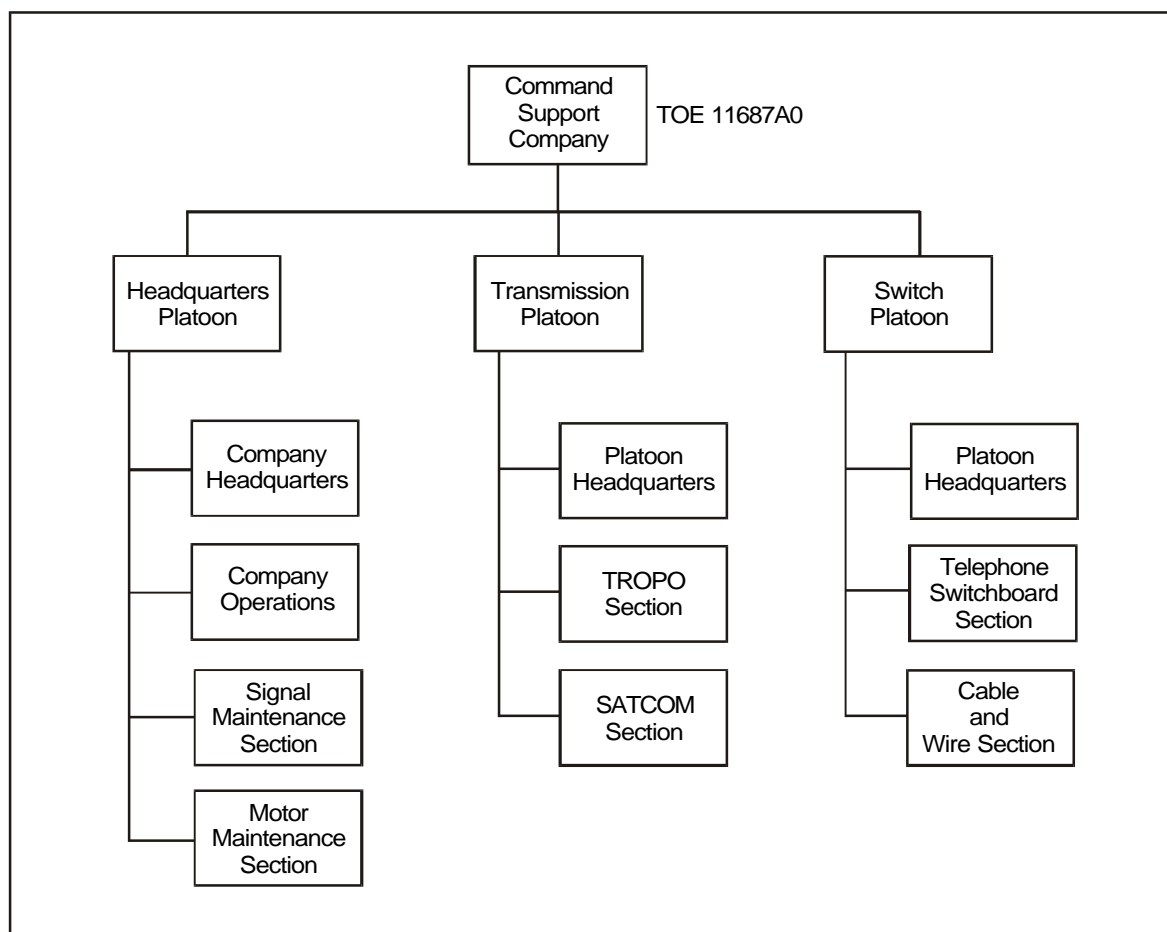 Command
Support
Company
TOE 11687A0
Headquarters
Platoon
Transmission
Platoon
Switch
Platoon
Company
Headquarters
Company
Operations
Signal
Maintenance
Section
Motor
Maintenance
Section
Platoon
Headquarters
TROPO
Section
SATCOM
Section
Platoon
Headquarters
Telephone
Switchboard
Section
Cable
and
Wire Section